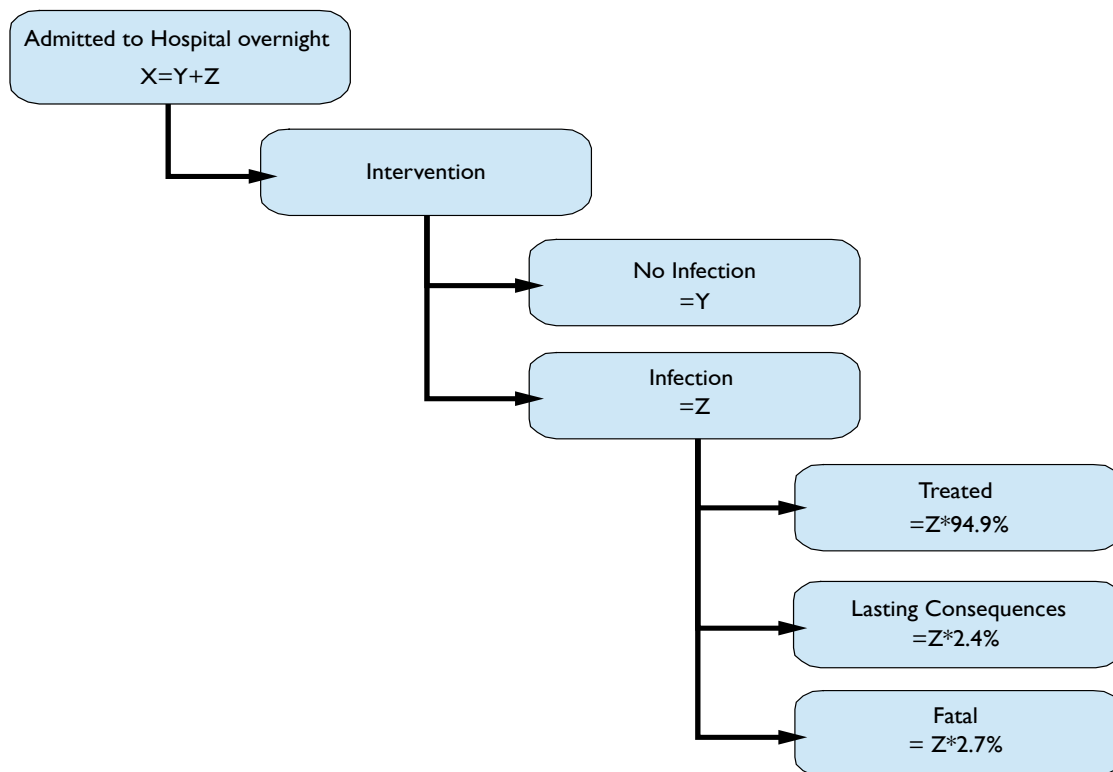 Admitted to Hospital overnight
X=Y+Z
Intervention
No Infection
=Y
Infection
=Z
Treated
=Z*94.9%
Lasting Consequences
=Z*2.4%
Fatal
= Z*2.7%